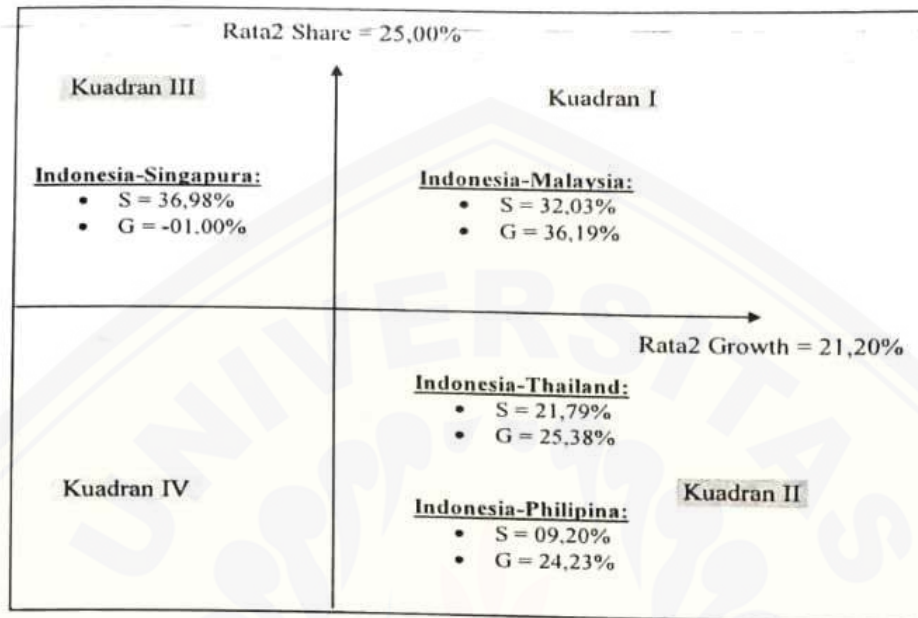 Rata2 Share = 25,00%
Kuadran III
Kuadran I
Indonesia-Singapura:
• S = 36,98%
• G = -01,00%
Indonesia-Malaysia:
• S = 32,03%
• G = 36,19%
Rata2 Growth = 21,20%
Indonesia-Thailand:
• S = 21,79%
• G = 25,38%
Kuadran IV
Kuadran II
Indonesia-Philipina:
• S = 09,20%
• G = 24,23%
UNIVERSITAS